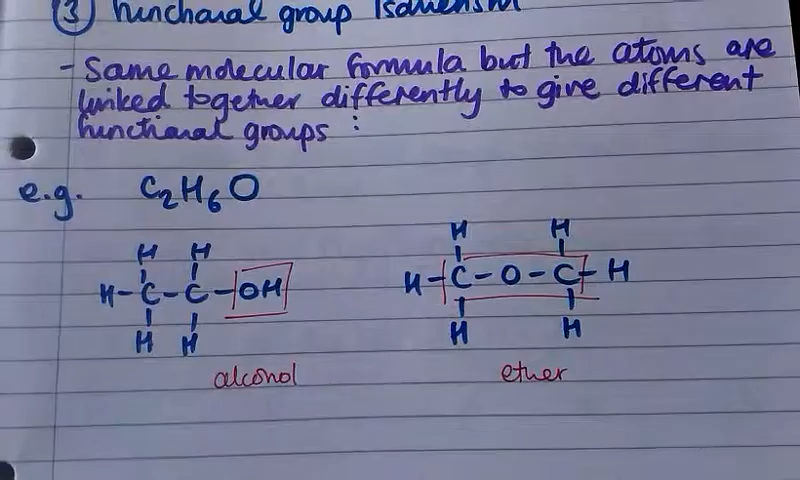 ③ functional group Isomerism
- Same molecular formula but the atoms are
linked together differently to give different
functional groups :
e.g. C₂H₆O
H H H H
H-C-C-OH H-C-O-C-H
H H H H
alcohol ether